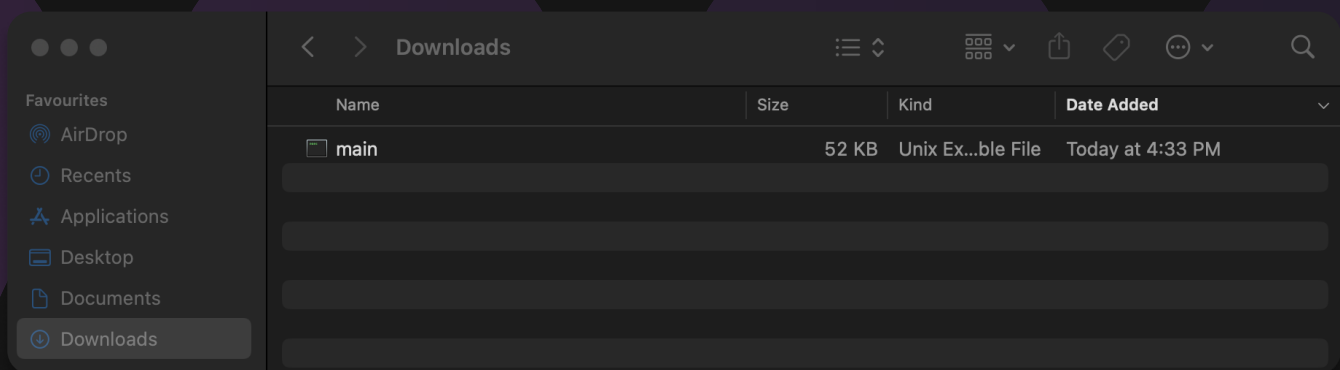 Downloads
Favourites
AirDrop
Recents
Applications
Desktop
Documents
Downloads
Name Size Kind Date Added
main 52 KB Unix Ex...ble File Today at 4:33 PM